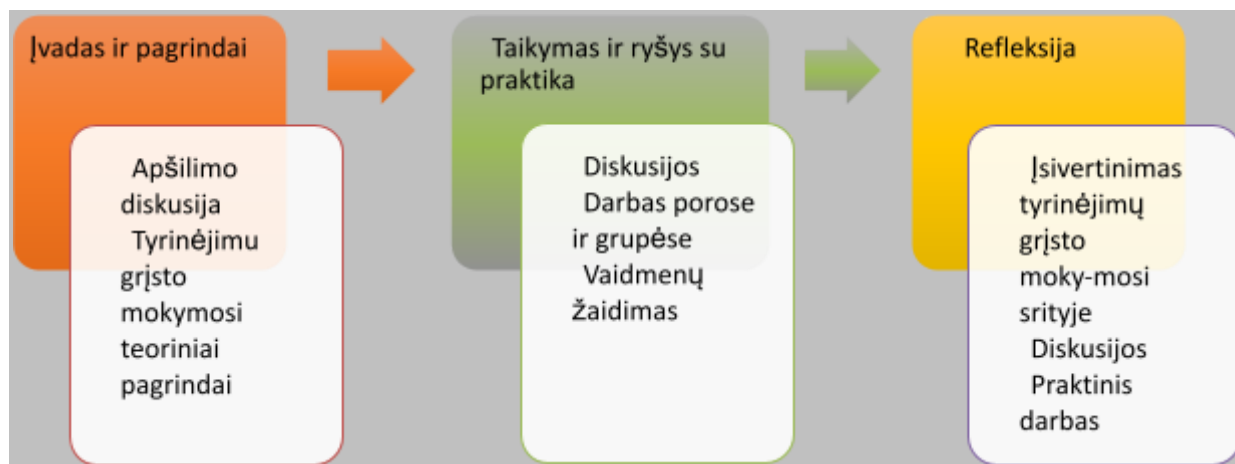 Įvadas ir pagrindai
Apšilimo
diskusija
Tyrinėjimu
grįsto
mokymosi
teoriniai
pagrindai
Taikymas ir ryšys su
praktika
Diskusijos
Darbas porose
ir grupėse
Vaidmenų
žaidimas
Refleksija
Įsivertinimas
tyrinėjimų
grįsto
moky-mosi
srityje
Diskusijos
Praktinis
darbas